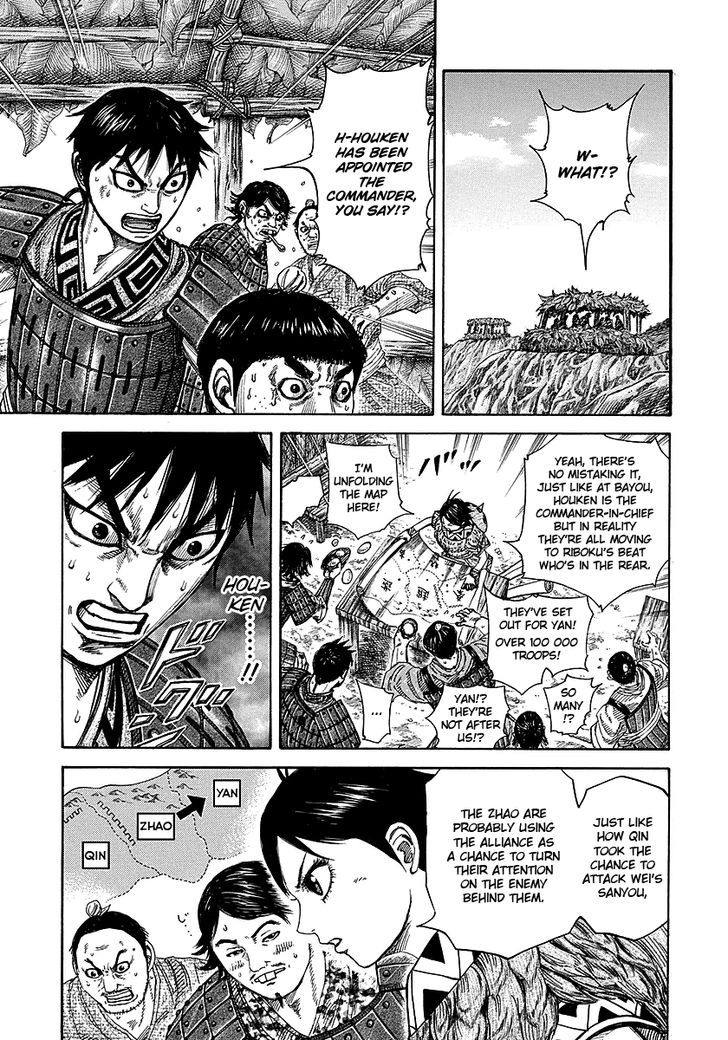 W-
WHAT!?
H-HOUKEN
HAS BEEN
APPOINTED
THE
COMMANDER,
YOU SAY!?
YEAH, THERE'S
NO MISTAKING IT,
JUST LIKE AT BAYOU,
HOUKEN IS THE
COMMANDER-IN-CHIEF
BUT IN REALITY
THEY'RE ALL MOVING
TO RIBOKU'S BEAT
WHO'S IN THE REAR.
I'M
UNFOLDING
THE MAP
HERE!
THEY'VE SET
OUT FOR YAN!
OVER 100 000
TROOPS!
SO
MANY
!?
YAN!?
THEY'RE
NOT AFTER
US!?
...
HOU-
KEN
........!!
ドドドン
JUST LIKE
HOW QIN
TOOK THE
CHANCE TO
ATTACK WEI'S
SANYOU,
THE ZHAO ARE
PROBABLY USING
THE ALLIANCE AS
A CHANCE TO TURN
THEIR ATTENTION
ON THE ENEMY
BEHIND THEM.
YAN
ZHAO
QIN